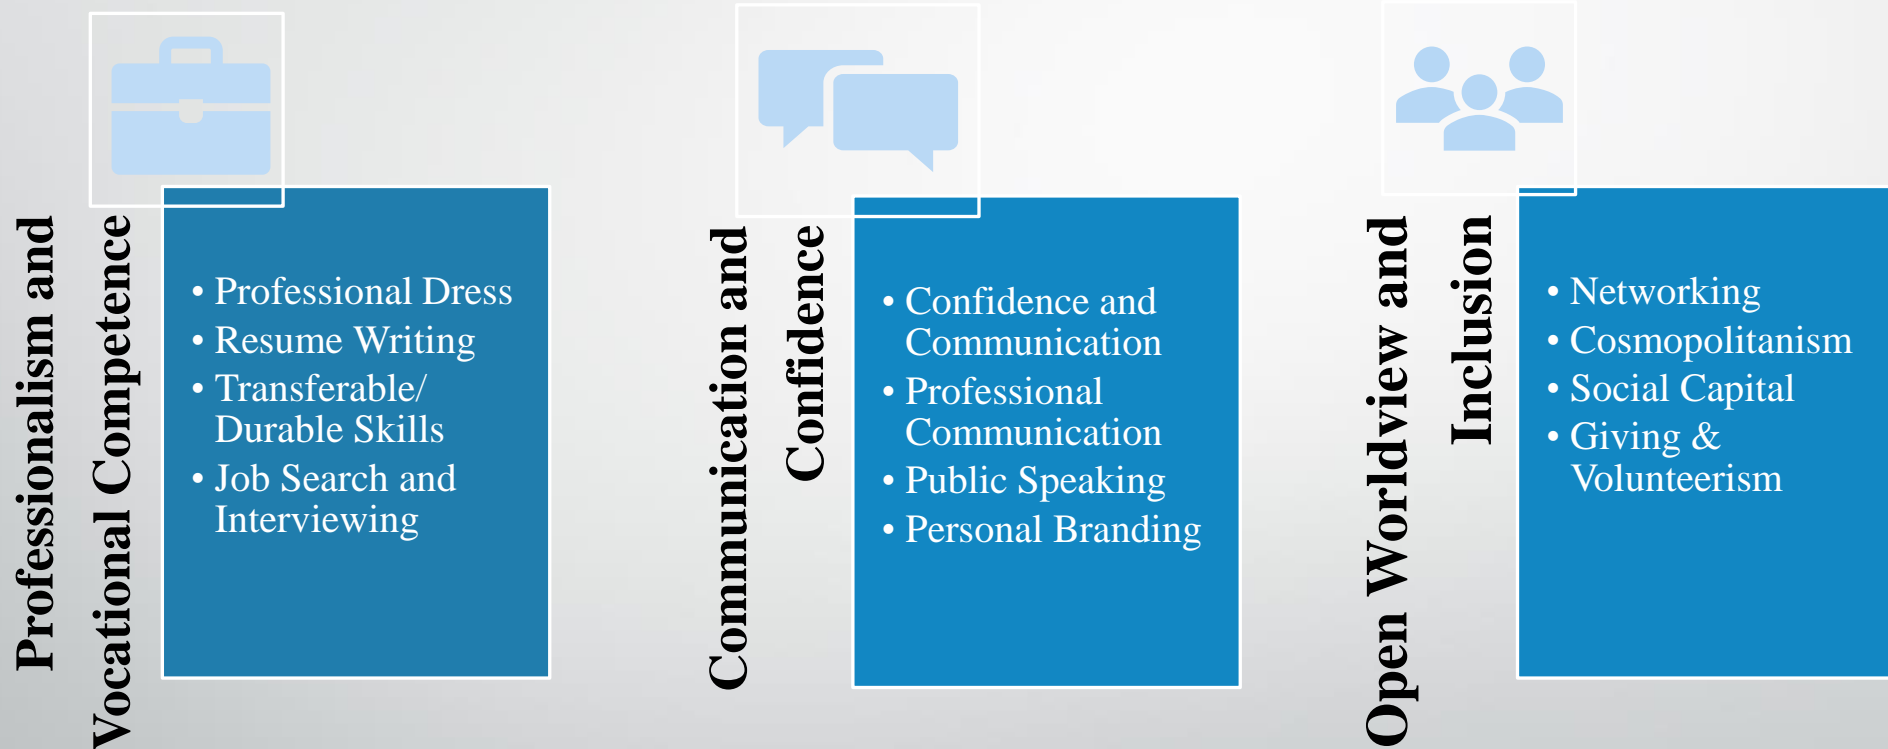 Professionalism and
Vocational Competence
• Professional Dress
• Resume Writing
• Transferable/
Durable Skills
• Job Search and
Interviewing
Communication and
Confidence
• Confidence and
Communication
• Professional
Communication
• Public Speaking
• Personal Branding
Open Worldview and
Inclusion
• Networking
• Cosmopolitanism
• Social Capital
• Giving &
Volunteerism